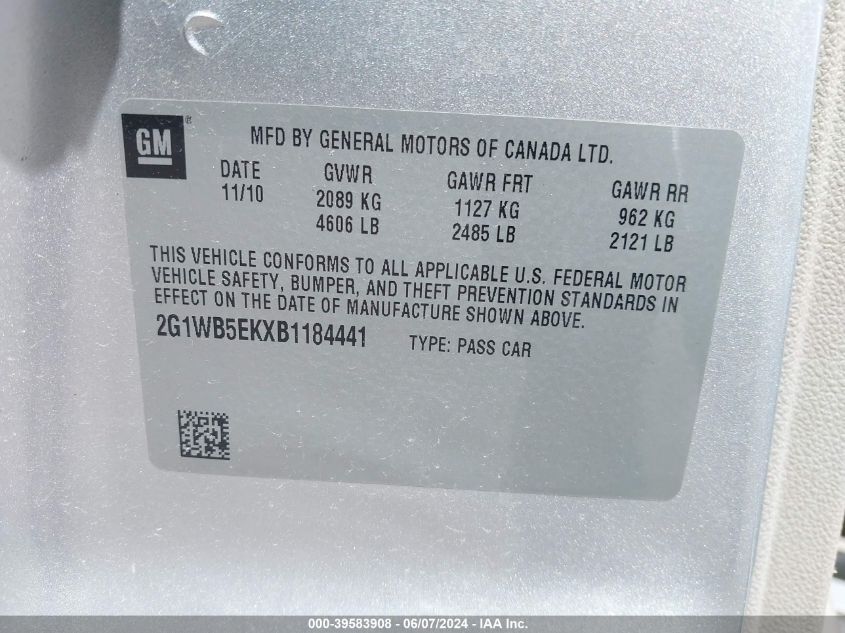 GM®
MFD BY GENERAL MOTORS OF CANADA LTD.
DATE GVWR GAWR FRT GAWR RR
11/10 2089 KG 1127 KG 962 KG
4606 LB 2485 LB 2121 LB
THIS VEHICLE CONFORMS TO ALL APPLICABLE U.S. FEDERAL MOTOR
VEHICLE SAFETY, BUMPER, AND THEFT PREVENTION STANDARDS IN
EFFECT ON THE DATE OF MANUFACTURE SHOWN ABOVE.
2G1WB5EKXB1184441 TYPE: PASS CAR
000-39583908 - 06/07/2024 - IAA Inc.